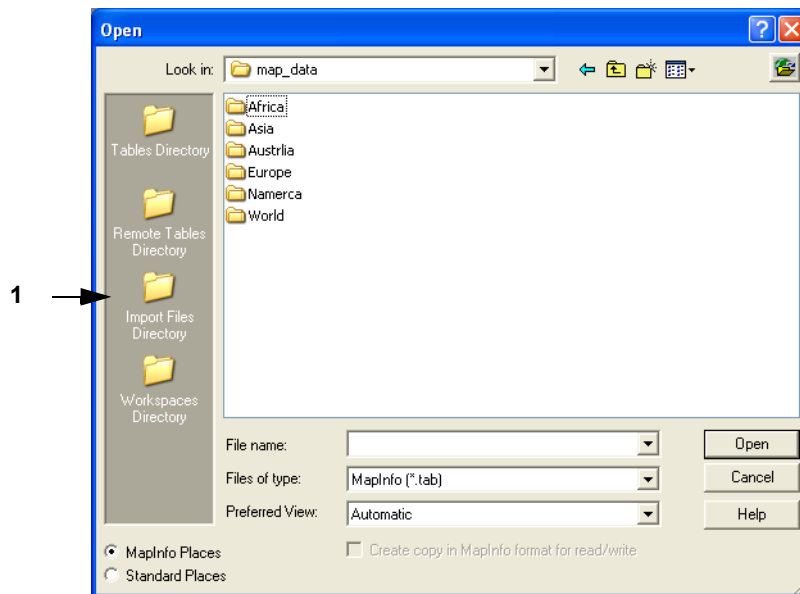 Open
Look in:
map_data
Tables Directory
Remote Tables
Directory
1
Import Files
Directory
Workspaces
Directory
Africa
Asia
Austrlia
Europe
Namerca
World
File name:
Open
Files of type:
MapInfo (*.tab)
Cancel
Preferred View:
Automatic
Help
MapInfo Places
Create copy in MapInfo format for read/write
Standard Places